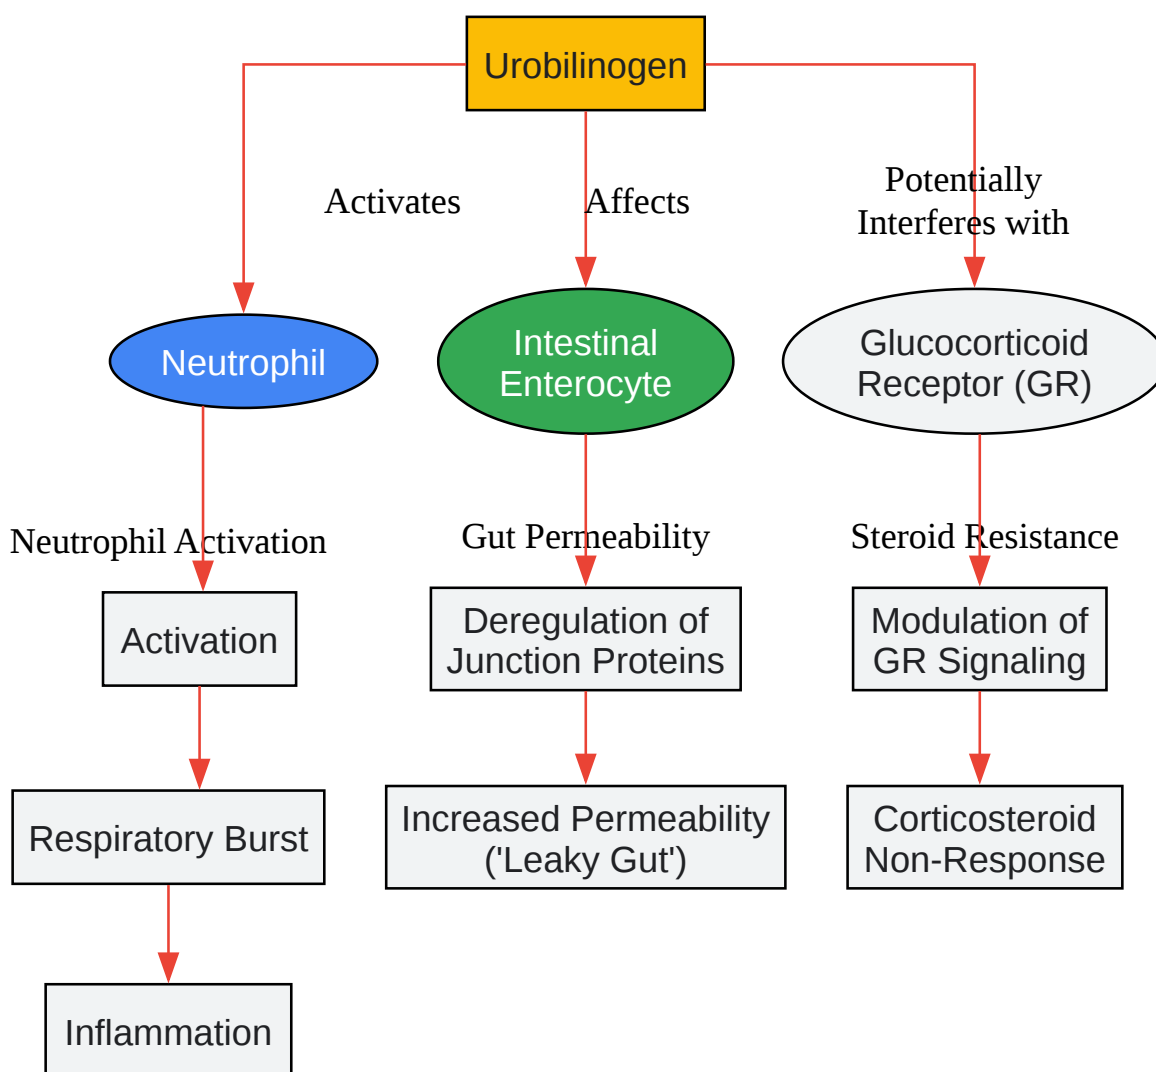 Urobilinogen
Activates
Affects
Potentially
Interferes with
Neutrophil
Intestinal
Enterocyte
Glucocorticoid
Receptor (GR)
Neutrophil Activation
Gut Permeability
Steroid Resistance
Activation
Deregulation of
Junction Proteins
Modulation of
GR Signaling
Respiratory Burst
Increased Permeability
('Leaky Gut')
Corticosteroid
Non-Response
Inflammation